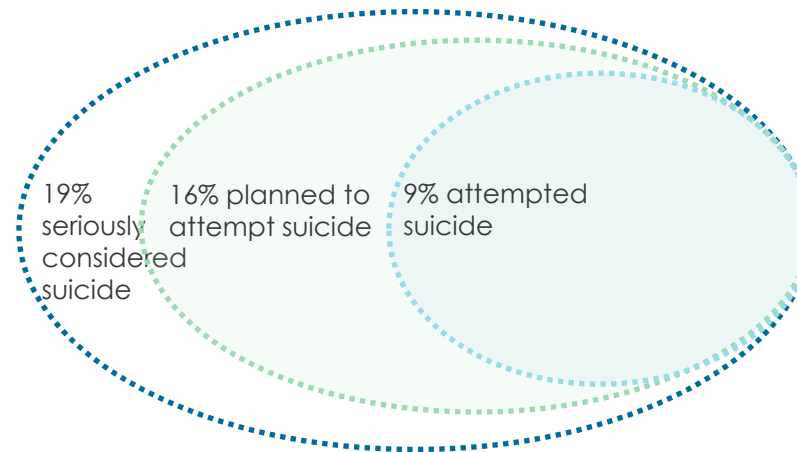 19%
seriously
considered
suicide
16% planned to
attempt suicide
9% attempted
suicide